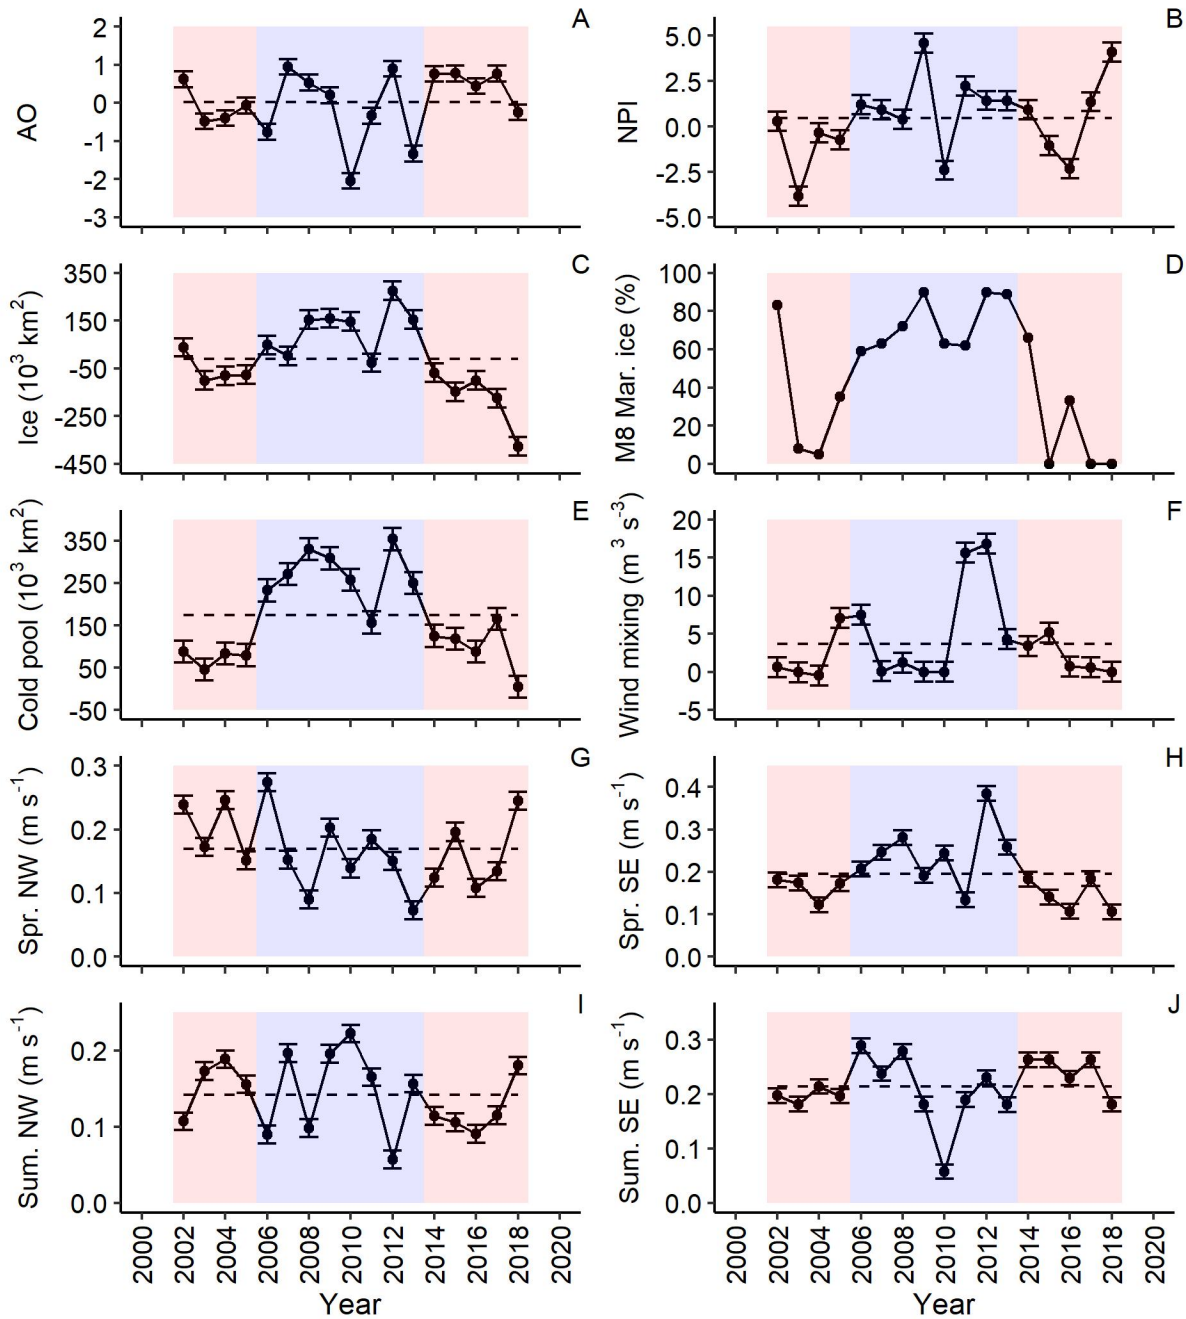 A
AO
2
1
0
-1
-2
-3
B
NPI
5.0
2.5
0.0
-2.5
-5.0
C
Ice (10³ km²)
350
150
-50
-250
-450
D
M8 Mar. ice (%)
100
80
60
40
20
0
E
Cold pool (10³ km²)
350
250
150
50
-50
F
Wind mixing (m³ s⁻³)
20
15
10
5
0
-5
G
Spr. NW (m s⁻¹)
0.3
0.2
0.1
0.0
H
Spr. SE (m s⁻¹)
0.4
0.3
0.2
0.1
0.0
I
Sum. NW (m s⁻¹)
0.2
0.1
0.0
2000 2002 2004 2006 2008 2010 2012 2014 2016 2018 2020
Year
J
Sum. SE (m s⁻¹)
0.3
0.2
0.1
0.0
2000 2002 2004 2006 2008 2010 2012 2014 2016 2018 2020
Year